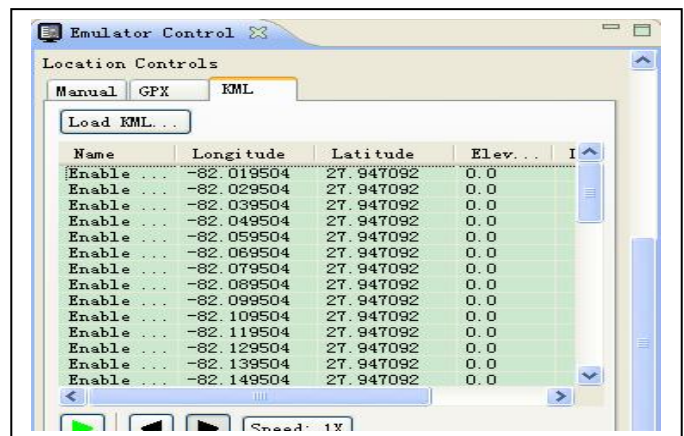 Emulator Control
Location Controls
Manual GPX KML
Load KML...
Name Longitude Latitude Elev... I
Enable ... -82.019504 27.947092 0.0
Enable ... -82.029504 27.947092 0.0
Enable ... -82.039504 27.947092 0.0
Enable ... -82.049504 27.947092 0.0
Enable ... -82.059504 27.947092 0.0
Enable ... -82.069504 27.947092 0.0
Enable ... -82.079504 27.947092 0.0
Enable ... -82.089504 27.947092 0.0
Enable ... -82.099504 27.947092 0.0
Enable ... -82.109504 27.947092 0.0
Enable ... -82.119504 27.947092 0.0
Enable ... -82.129504 27.947092 0.0
Enable ... -82.139504 27.947092 0.0
Enable ... -82.149504 27.947092 0.0
Speed: 1X